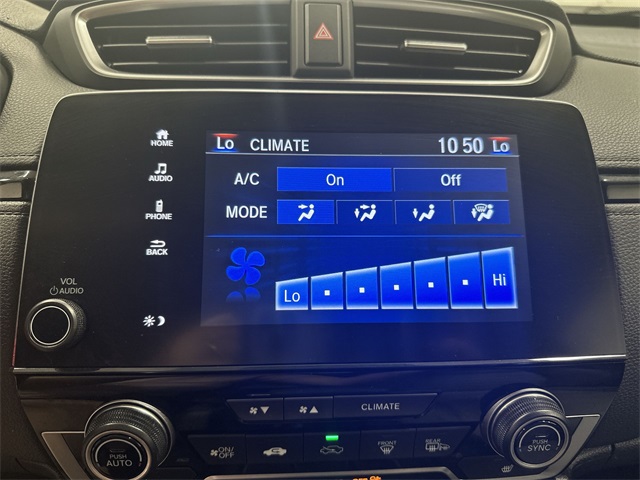 HOME
Lo CLIMATE 10 50 Lo
AUDIO
A/C On Off
PHONE
MODE
BACK
VOL
AUDIO
Lo Hi
CLIMATE
ON/
OFF
FRONT
REAR
PUSH
AUTO
PUSH
SYNC